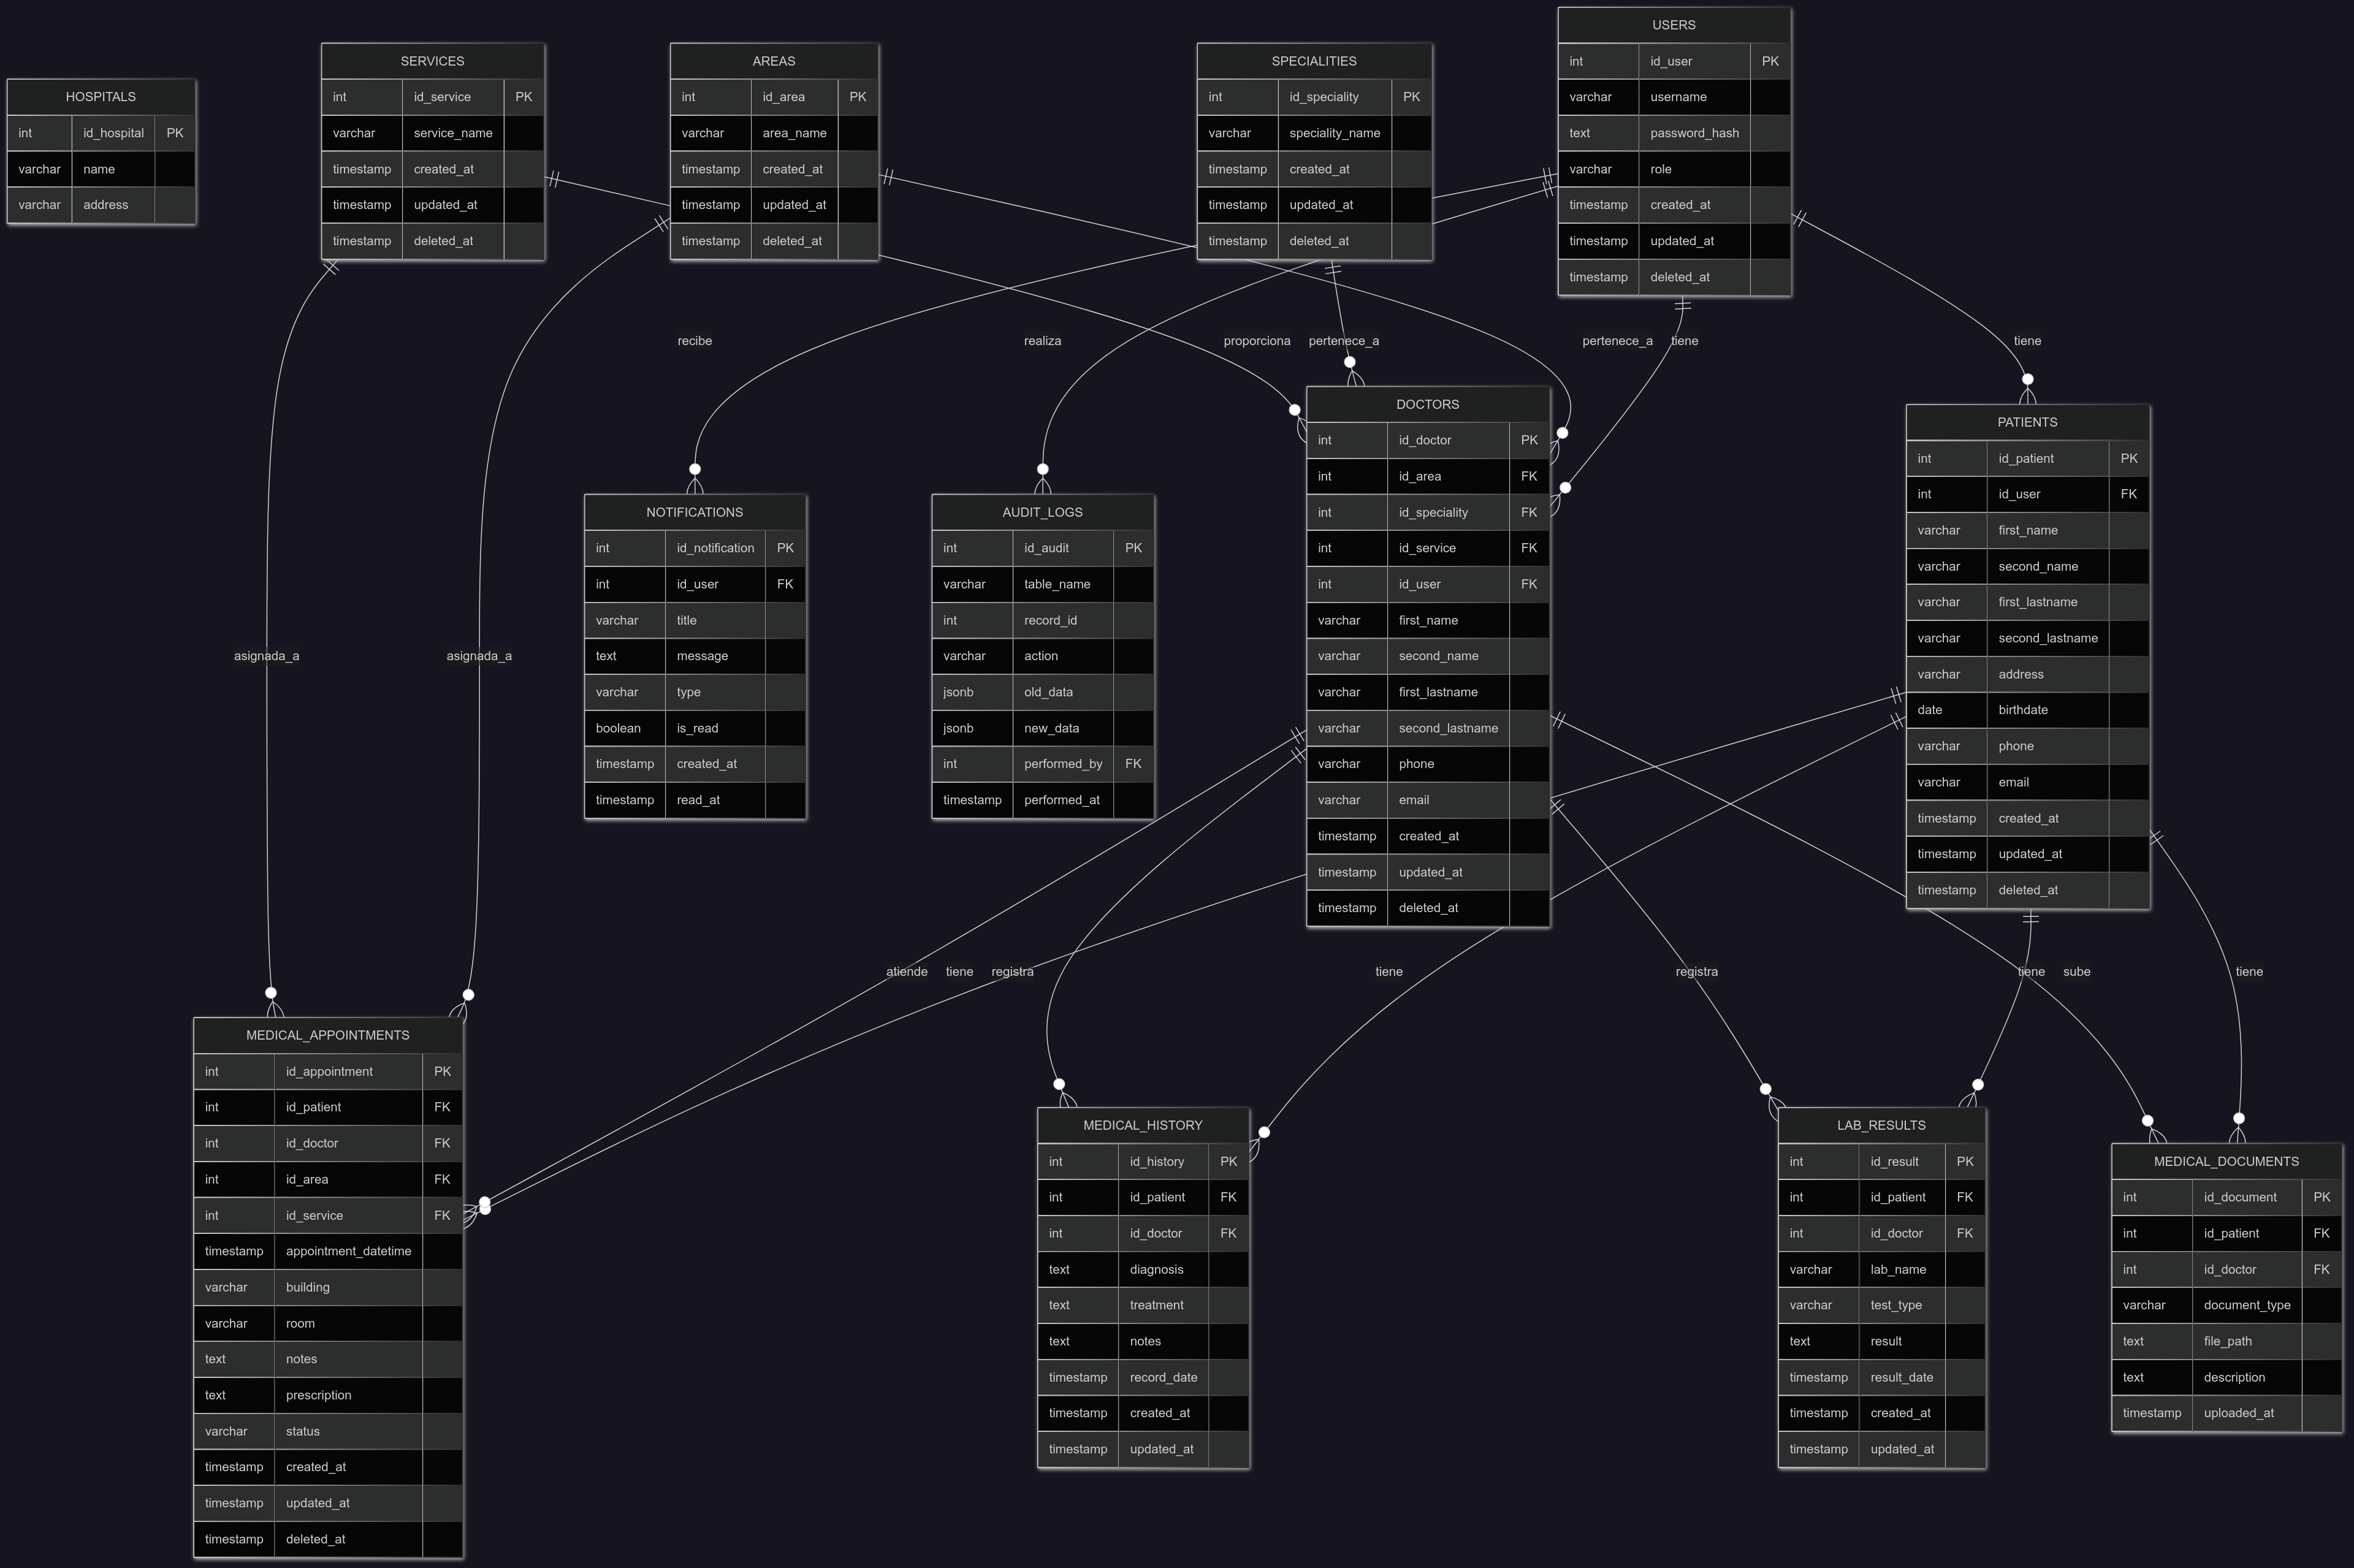 HOSPITALS
int id_hospital PK
varchar name
varchar address
SERVICES
int id_service PK
varchar service_name
timestamp created_at
timestamp updated_at
timestamp deleted_at
AREAS
int id_area PK
varchar area_name
timestamp created_at
timestamp updated_at
timestamp deleted_at
SPECIALITIES
int id_speciality PK
varchar speciality_name
timestamp created_at
timestamp updated_at
timestamp deleted_at
USERS
int id_user PK
varchar username
text password_hash
varchar role
timestamp created_at
timestamp updated_at
timestamp deleted_at
recibe
realiza
proporciona
pertenece_a
pertenece_a
tiene
tiene
NOTIFICATIONS
int id_notification PK
int id_user FK
varchar title
text message
varchar type
boolean is_read
timestamp created_at
timestamp read_at
AUDIT_LOGS
int id_audit PK
varchar table_name
int record_id
varchar action
jsonb old_data
jsonb new_data
int performed_by FK
timestamp performed_at
DOCTORS
int id_doctor PK
int id_area FK
int id_speciality FK
int id_service FK
int id_user FK
varchar first_name
varchar second_name
varchar first_lastname
varchar second_lastname
varchar phone
varchar email
timestamp created_at
timestamp updated_at
timestamp deleted_at
PATIENTS
int id_patient PK
int id_user FK
varchar first_name
varchar second_name
varchar first_lastname
varchar second_lastname
varchar address
date birthdate
varchar phone
varchar email
timestamp created_at
timestamp updated_at
timestamp deleted_at
asignada_a
asignada_a
atiende
tiene
registra
tiene
registra
tiene
sube
tiene
MEDICAL_APPOINTMENTS
int id_appointment PK
int id_patient FK
int id_doctor FK
int id_area FK
int id_service FK
timestamp appointment_datetime
varchar building
varchar room
text notes
text prescription
varchar status
timestamp created_at
timestamp updated_at
timestamp deleted_at
MEDICAL_HISTORY
int id_history PK
int id_patient FK
int id_doctor FK
text diagnosis
text treatment
text notes
timestamp record_date
timestamp created_at
timestamp updated_at
LAB_RESULTS
int id_result PK
int id_patient FK
int id_doctor FK
varchar lab_name
varchar test_type
text result
timestamp result_date
timestamp created_at
timestamp updated_at
MEDICAL_DOCUMENTS
int id_document PK
int id_patient FK
int id_doctor FK
varchar document_type
text file_path
text description
timestamp uploaded_at